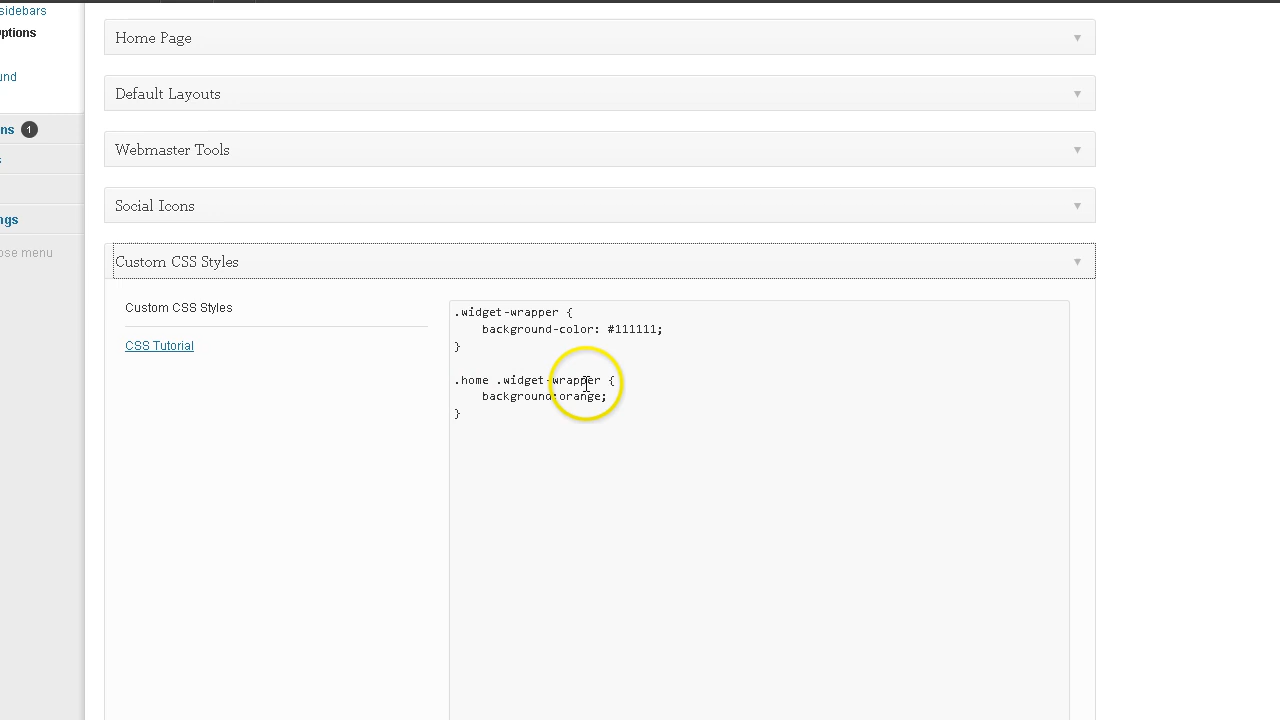 sidebars
ptions
und
ns 1
s
ngs
ose menu
Home Page
Default Layouts
Webmaster Tools
Social Icons
Custom CSS Styles
Custom CSS Styles
CSS Tutorial
.widget-wrapper {
    background-color: #111111;
}
.home .widget-wrapper {
    background:orange;
}